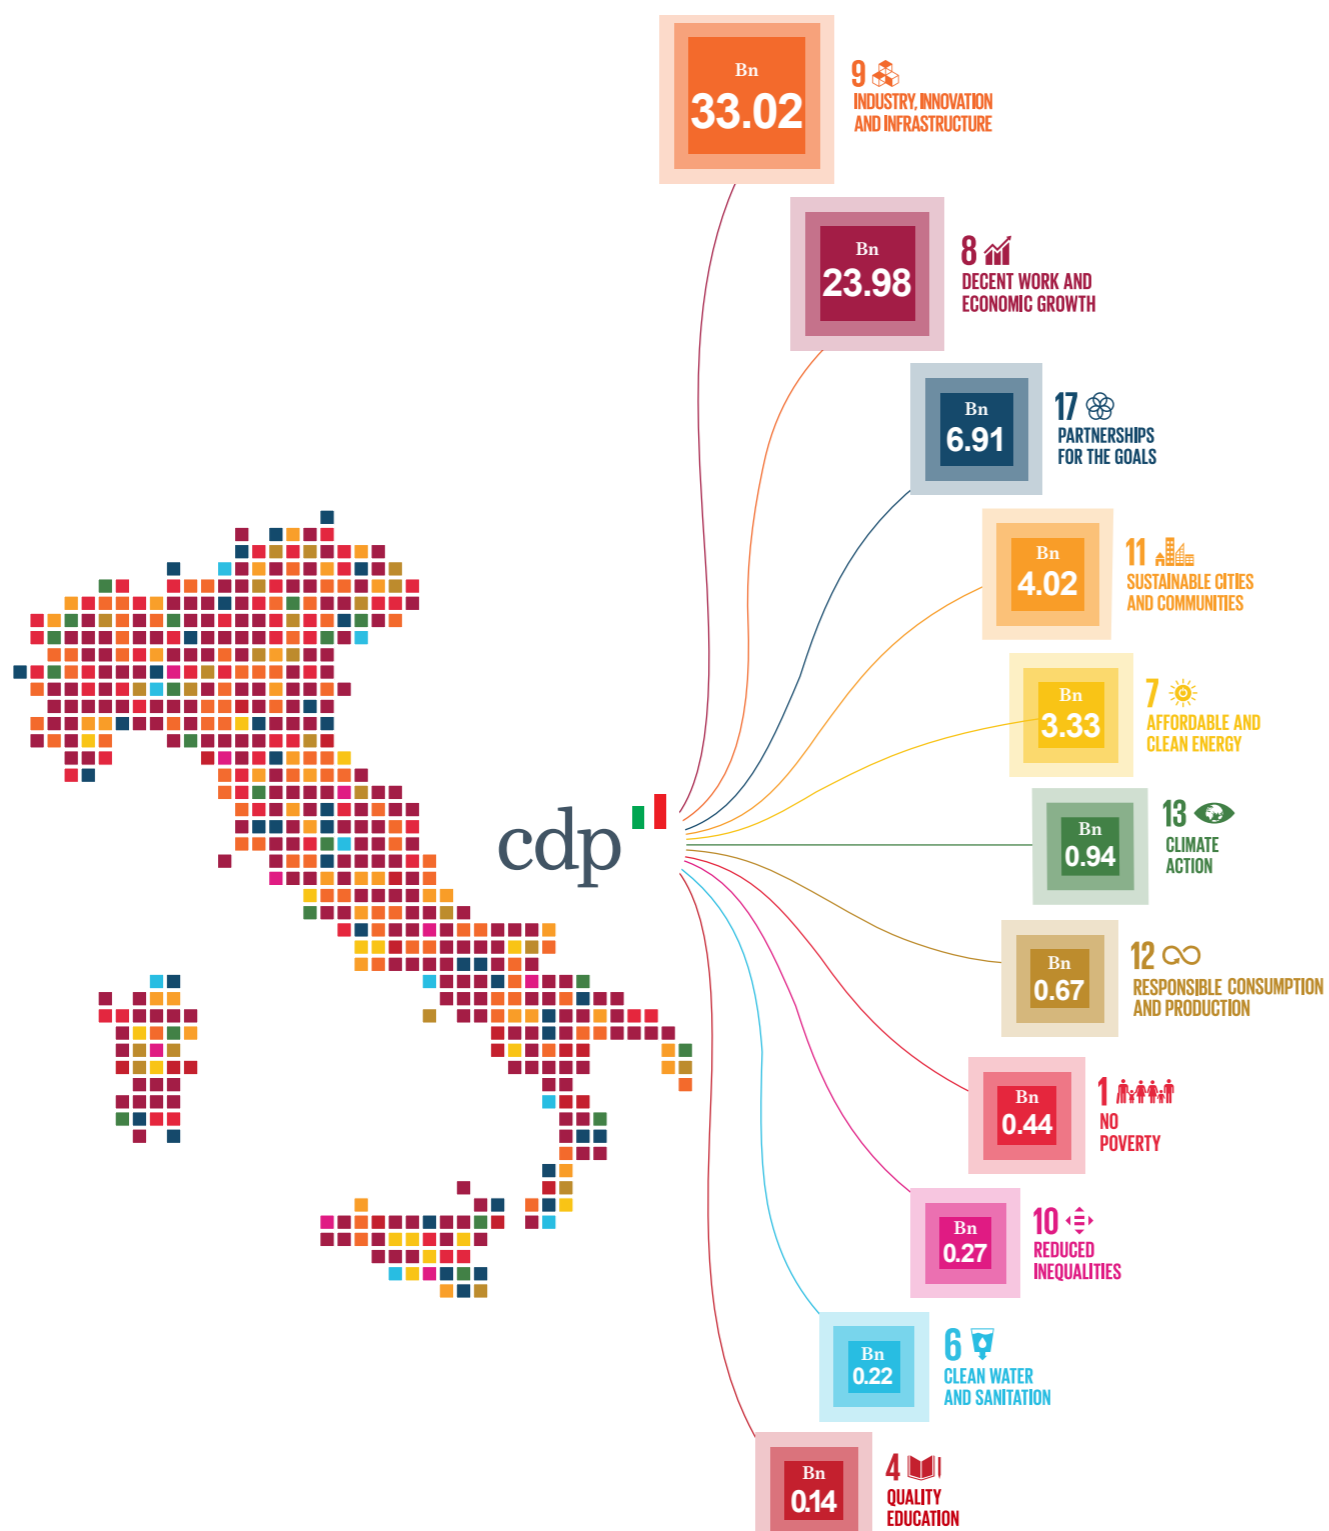 Bn
33.02
9
INDUSTRY, INNOVATION
AND INFRASTRUCTURE
Bn
23.98
8
DECENT WORK AND
ECONOMIC GROWTH
Bn
6.91
17
PARTNERSHIPS
FOR THE GOALS
Bn
4.02
11
SUSTAINABLE CITIES
AND COMMUNITIES
Bn
3.33
7
AFFORDABLE AND
CLEAN ENERGY
cdp
Bn
0.94
13
CLIMATE
ACTION
Bn
0.67
12
RESPONSIBLE CONSUMPTION
AND PRODUCTION
Bn
0.44
1
NO
POVERTY
Bn
0.27
10
REDUCED
INEQUALITIES
Bn
0.22
6
CLEAN WATER
AND SANITATION
Bn
0.14
4
QUALITY
EDUCATION